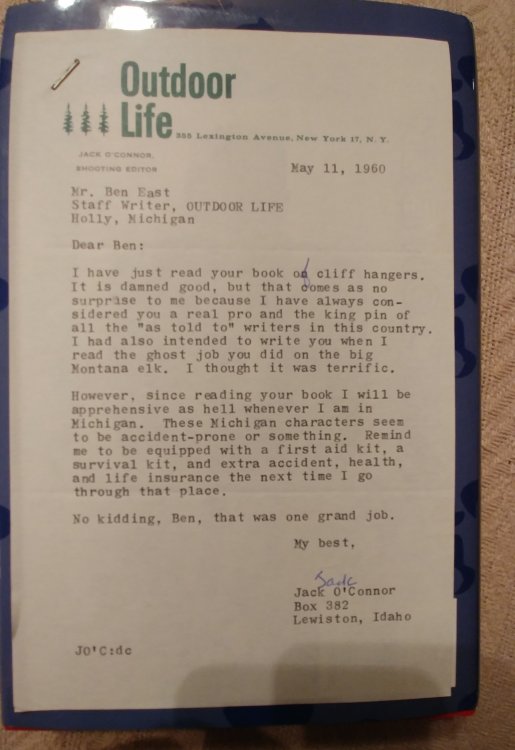 Outdoor
Life
355 Lexington Avenue, New York 17, N. Y.
JACK O'CONNOR,
SHOOTING EDITOR
May 11, 1960
Mr. Ben East
Staff Writer, OUTDOOR LIFE
Holly, Michigan
Dear Ben:
I have just read your book of cliff hangers.
It is damned good, but that comes as no
surprise to me because I have always con-
sidered you a real pro and the king pin of
all the "as told to" writers in this country.
I had also intended to write you when I
read the ghost job you did on the big
Montana elk. I thought it was terrific.
However, since reading your book I will be
apprehensive as hell whenever I am in
Michigan. These Michigan characters seem
to be accident-prone or something. Remind
me to be equipped with a first aid kit, a
survival kit, and extra accident, health,
and life insurance the next time I go
through that place.
No kidding, Ben, that was one grand job.
My best,
Jack
Jack O'Connor
Box 382
Lewiston, Idaho
JO'C:dc